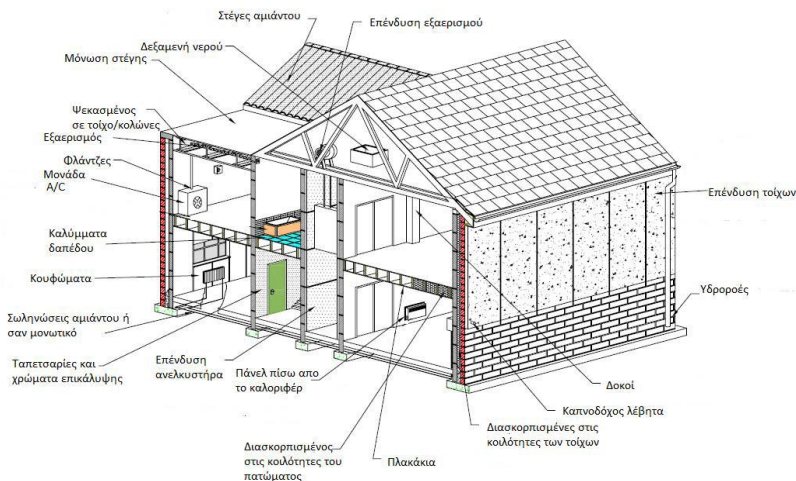 Στέγες αμιάντου
Επένδυση εξαερισμού
Δεξαμενή νερού
Μόνωση στέγης
Ψεκασμένος
σε τοίχο/κολώνες
Εξαερισμός
Φλάντζες
Μονάδα
A/C
Επένδυση τοίχων
Καλύμματα
δαπέδου
Κουφώματα
Υδροροές
Σωληνώσεις αμιάντου ή
σαν μονωτικό
Ταπετσαρίες και
χρώματα επικάλυψης
Επένδυση
ανελκυστήρα
Πάνελ πίσω απο
το καλοριφέρ
Δοκοί
Καπνοδόχος λέβητα
Διασκορπισμένες στις
κοιλότητες των τοίχων
Διασκορπισμένος
στις κοιλότητες του
πατώματος
Πλακάκια